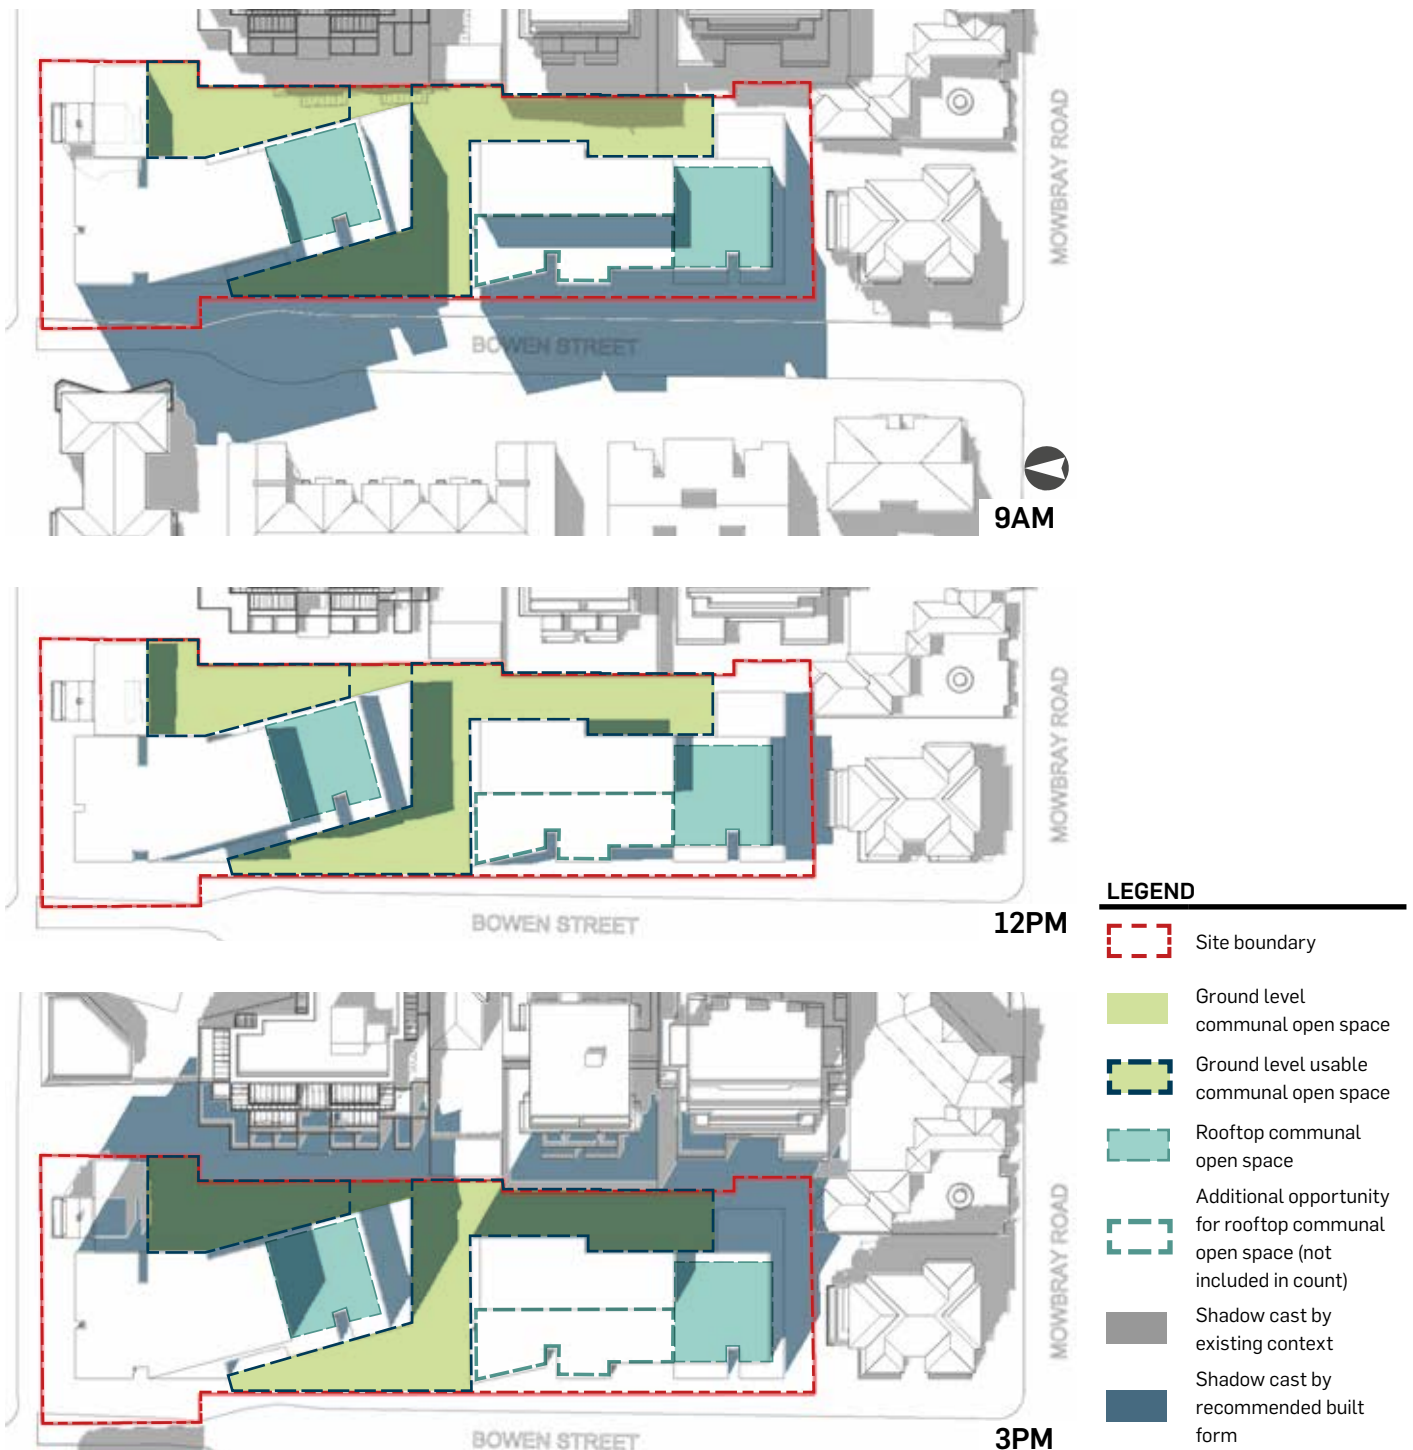 MOWBRAY ROAD
BOWEN STREET
9AM
MOWBRAY ROAD
BOWEN STREET
12PM
LEGEND
Site boundary
Ground level
communal open space
Ground level usable
communal open space
Rooftop communal
open space
Additional opportunity
for rooftop communal
open space (not
included in count)
Shadow cast by
existing context
Shadow cast by
recommended built
form
MOWBRAY ROAD
BOWEN STREET
3PM